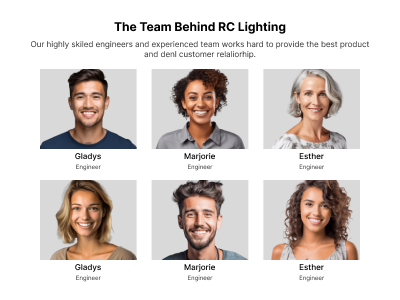 The Team Behind RC Lighting
Our highly skiled engineers and experienced team works hard to provide the best product
and denl customer relaliorhip.
Gladys Marjorie Esther
Engineer Engineer Engineer
Gladys Marjorie Esther
Engineer Engineer Engineer